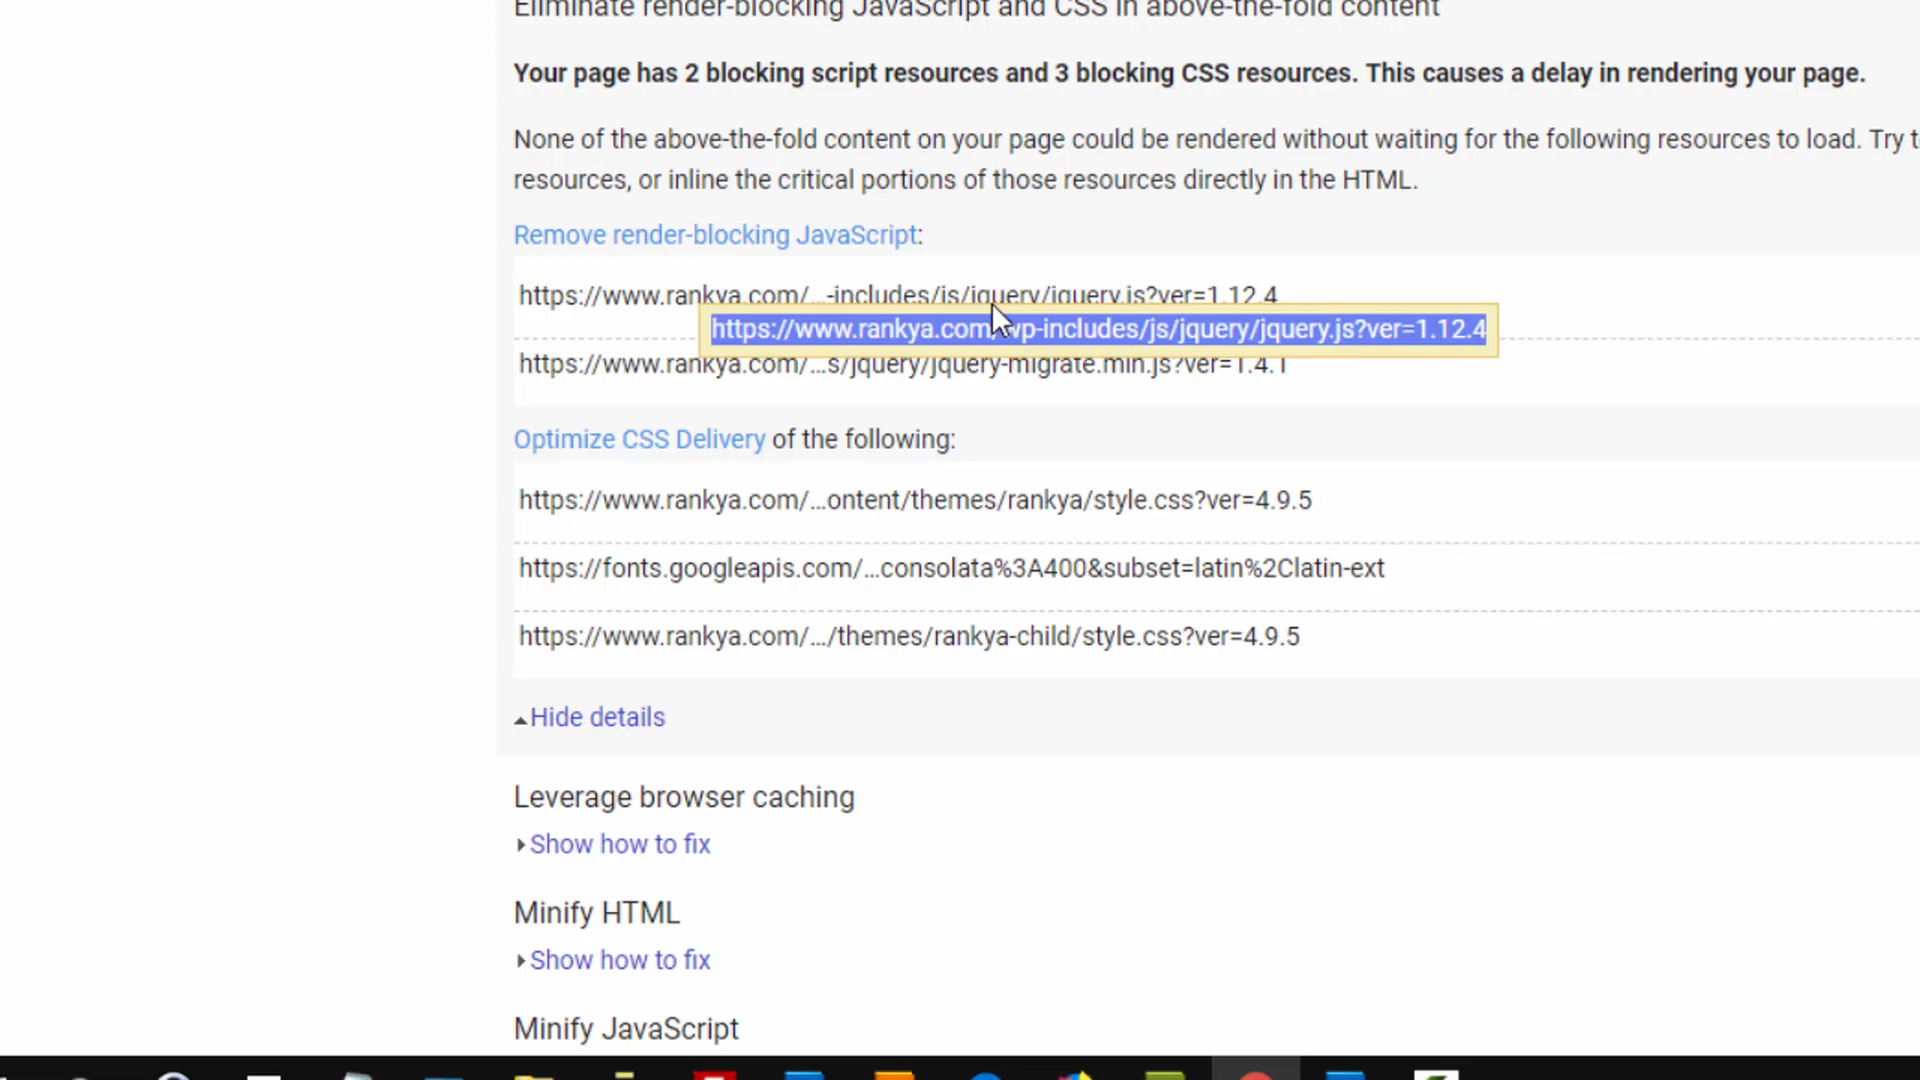 Eliminate render-blocking JavaScript and CSS in above-the-fold content
Your page has 2 blocking script resources and 3 blocking CSS resources. This causes a delay in rendering your page.
None of the above-the-fold content on your page could be rendered without waiting for the following resources to load. Try
resources, or inline the critical portions of those resources directly in the HTML.
Remove render-blocking JavaScript:
https://www.rankya.com/…-includes/js/jquery/jquery.js?ver=1.12.4
https://www.rankya.com/wp-includes/js/jquery/jquery.js?ver=1.12.4
https://www.rankya.com/…s/jquery/jquery-migrate.min.js?ver=1.4.1
Optimize CSS Delivery of the following:
https://www.rankya.com/…ontent/themes/rankya/style.css?ver=4.9.5
https://fonts.googleapis.com/…consolata%3A400&subset=latin%2Clatin-ext
https://www.rankya.com/…/themes/rankya-child/style.css?ver=4.9.5
Hide details
Leverage browser caching
Show how to fix
Minify HTML
Show how to fix
Minify JavaScript